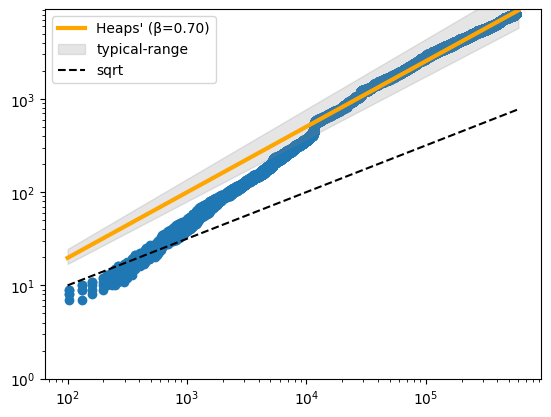 Heaps' (β=0.70)
typical-range
sqrt
10³
10²
10¹
10⁰
10² 10³ 10⁴ 10⁵